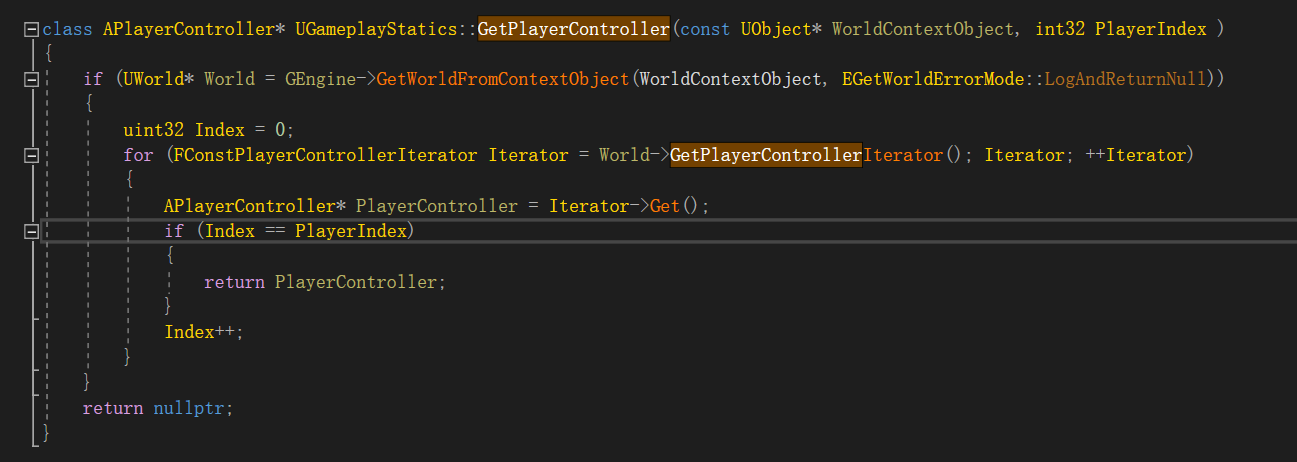 class APlayerController* UGameplayStatics::GetPlayerController(const UObject* WorldContextObject, int32 PlayerIndex )
{
if (UWorld* World = GEngine->GetWorldFromContextObject(WorldContextObject, EGetWorldErrorMode::LogAndReturnNull))
{
uint32 Index = 0;
for (FConstPlayerControllerIterator Iterator = World->GetPlayerControllerIterator(); Iterator; ++Iterator)
{
APlayerController* PlayerController = Iterator->Get();
if (Index == PlayerIndex)
{
return PlayerController;
}
Index++;
}
}
return nullptr;
}